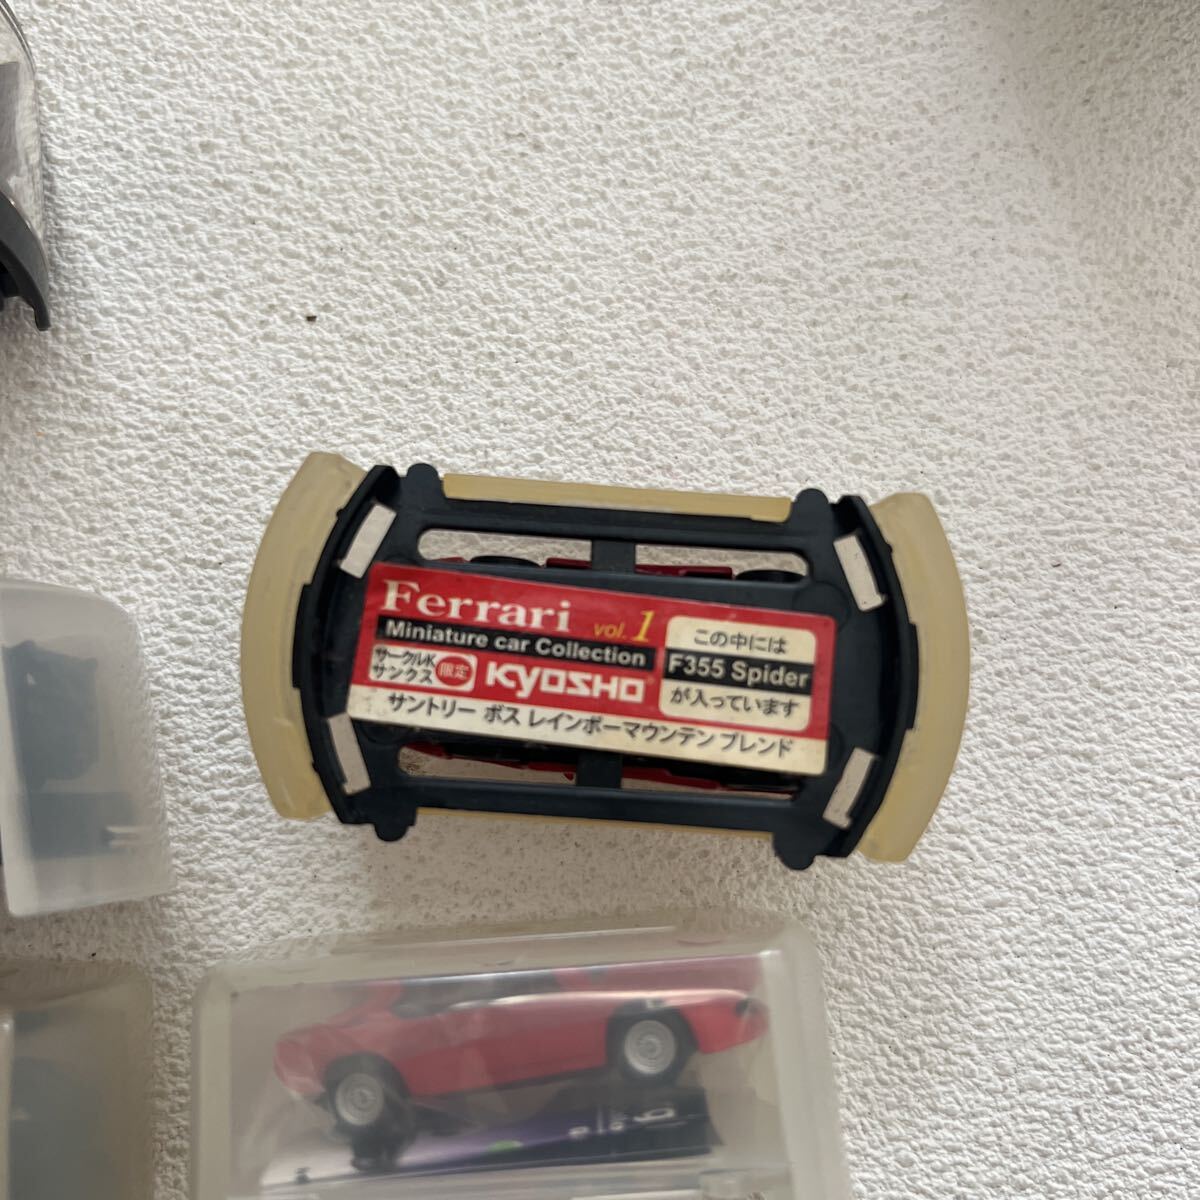 Ferrari vol.1
Miniature car Collection
サークルK
サンクス
限定
KYOSHO
この中には
F355 Spider
が入っています
サントリー ボス レインボーマウンテン ブレンド